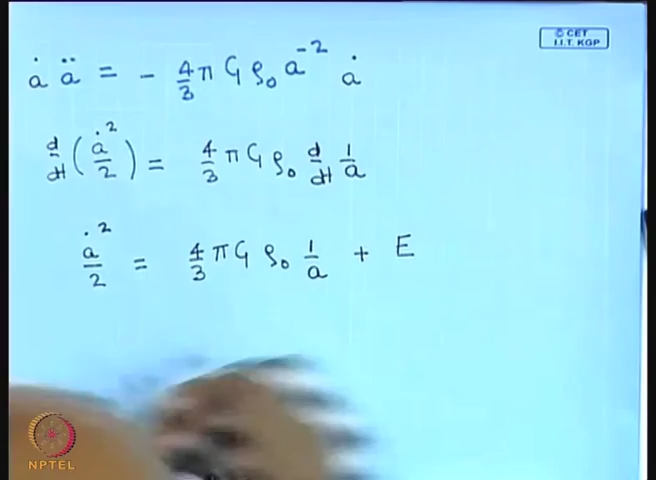 © CET
I.I.T. KGP
ȧ ä = - 4/3 π G ρ₀ a⁻² ȧ
d/dt (ȧ²/2) = 4/3 π G ρ₀ d/dt 1/a
ȧ²/2 = 4/3 π G ρ₀ 1/a + E
NPTEL